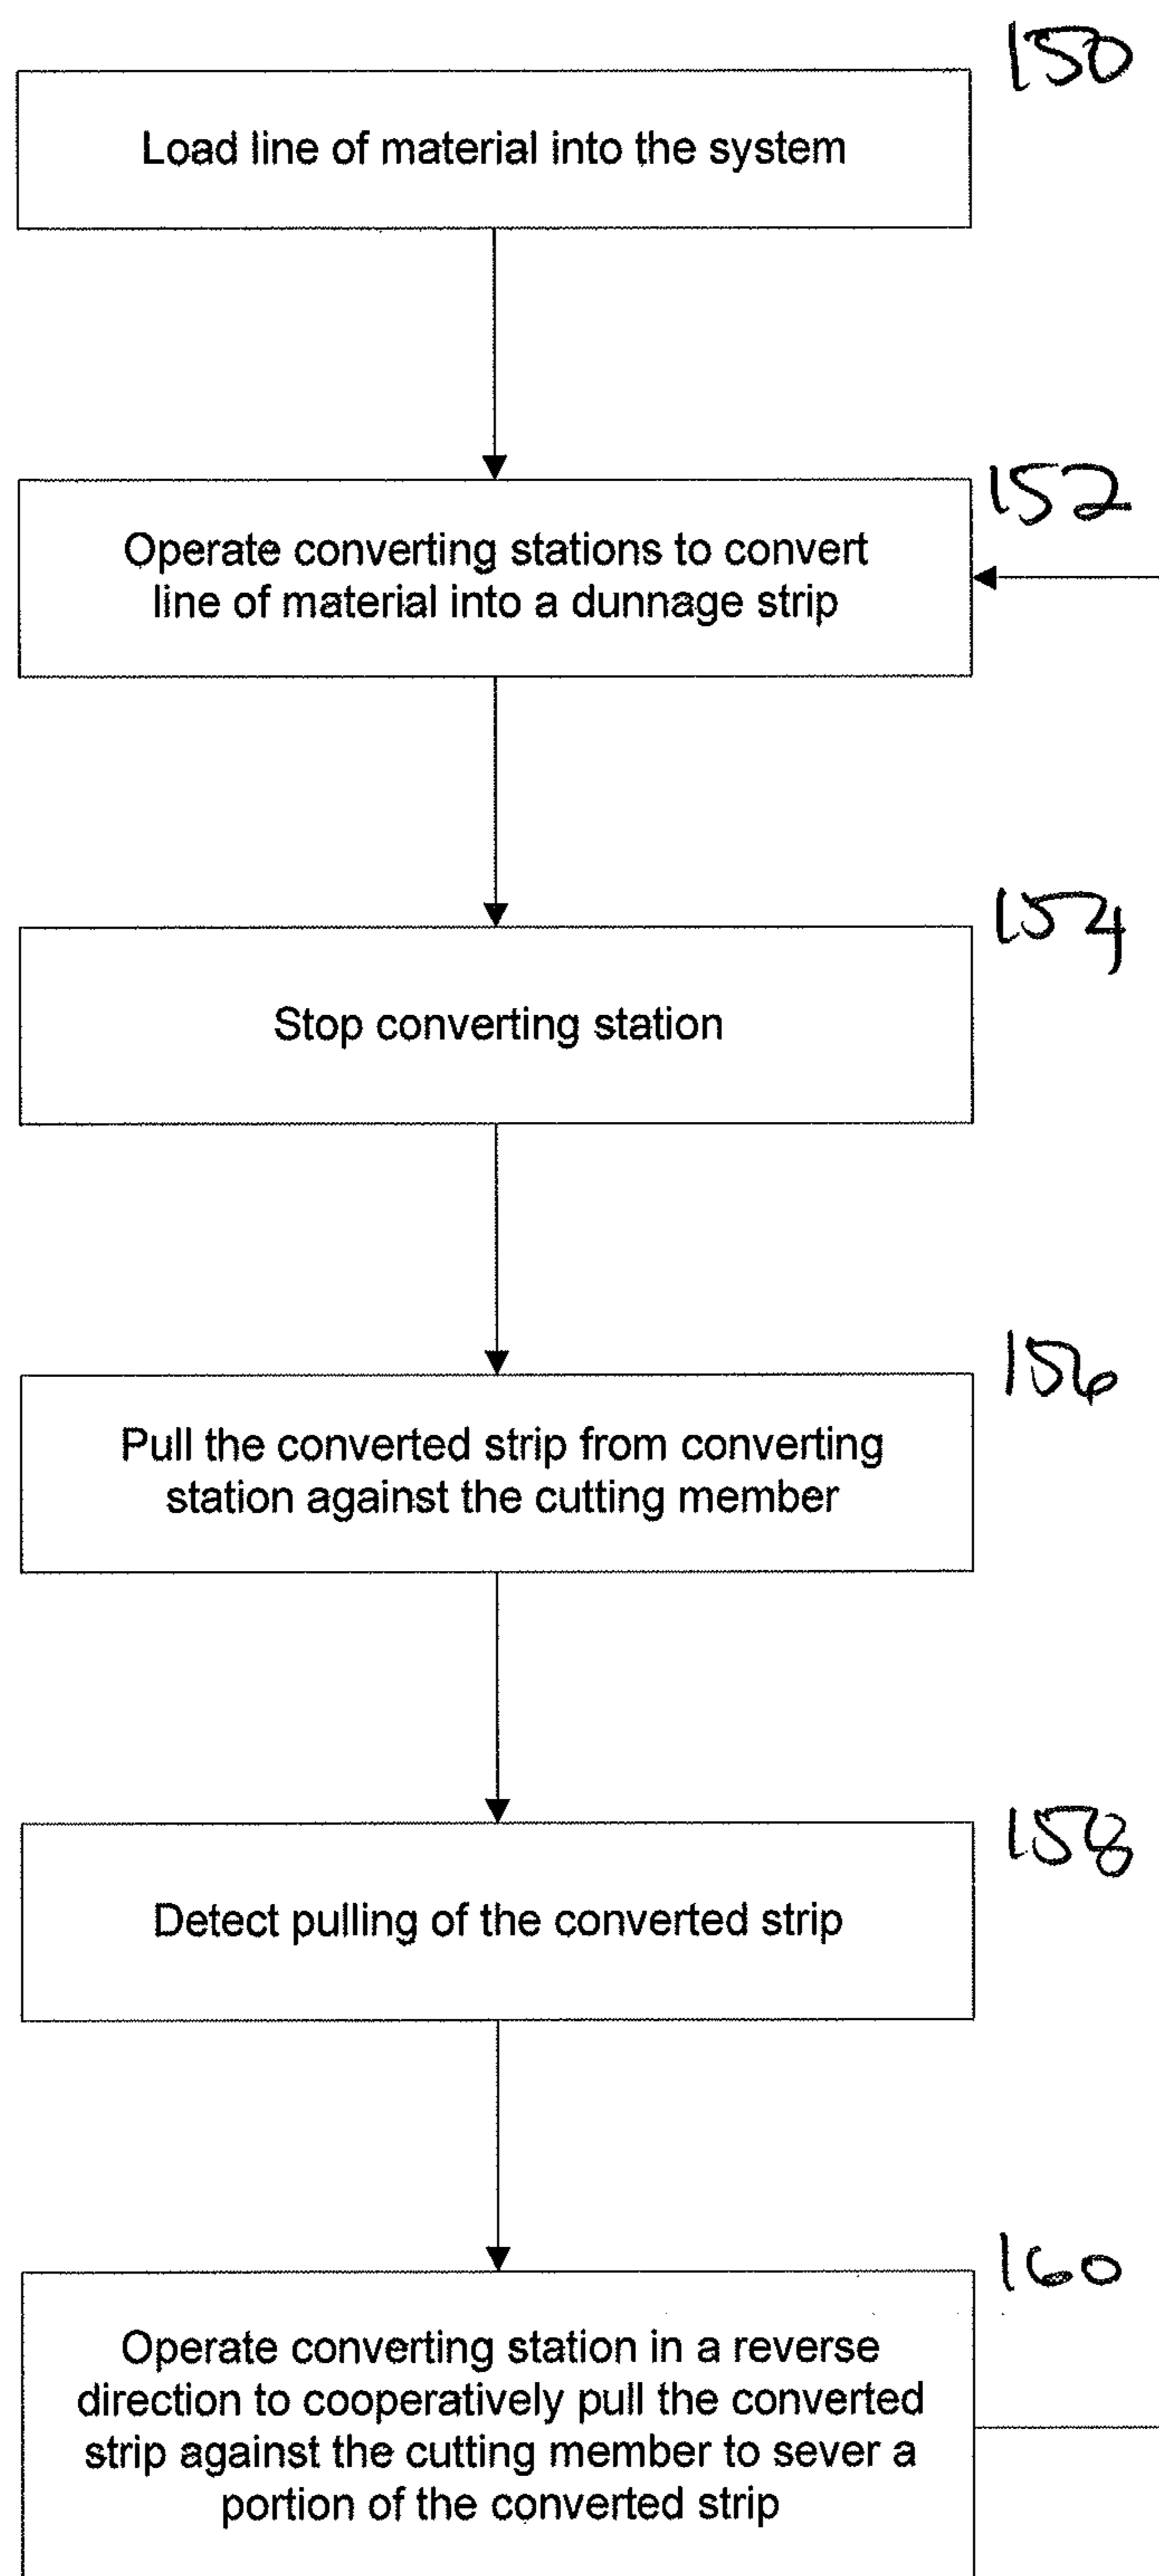 150
Load line of material into the system
152
Operate converting stations to convert
line of material into a dunnage strip
154
Stop converting station
156
Pull the converted strip from converting
station against the cutting member
158
Detect pulling of the converted strip
160
Operate converting station in a reverse
direction to cooperatively pull the converted
strip against the cutting member to sever a
portion of the converted strip